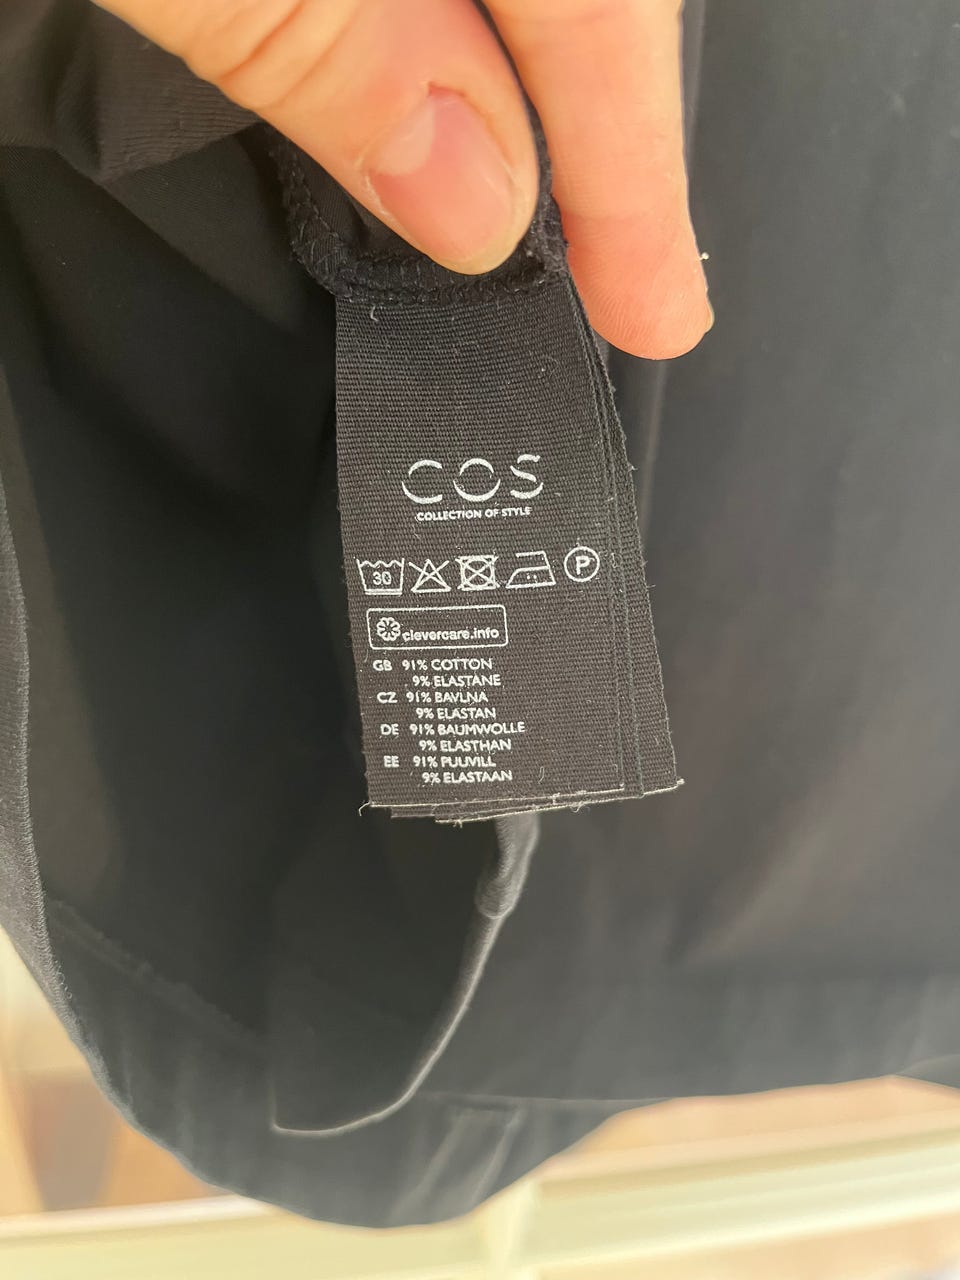 COS
COLLECTION OF STYLE
30 P
clevercare.info
GB 91% COTTON
9% ELASTANE
CZ 91% BAVLNA
9% ELASTAN
DE 91% BAUMWOLLE
9% ELASTHAN
EE 91% PUUVILL
9% ELASTAAN